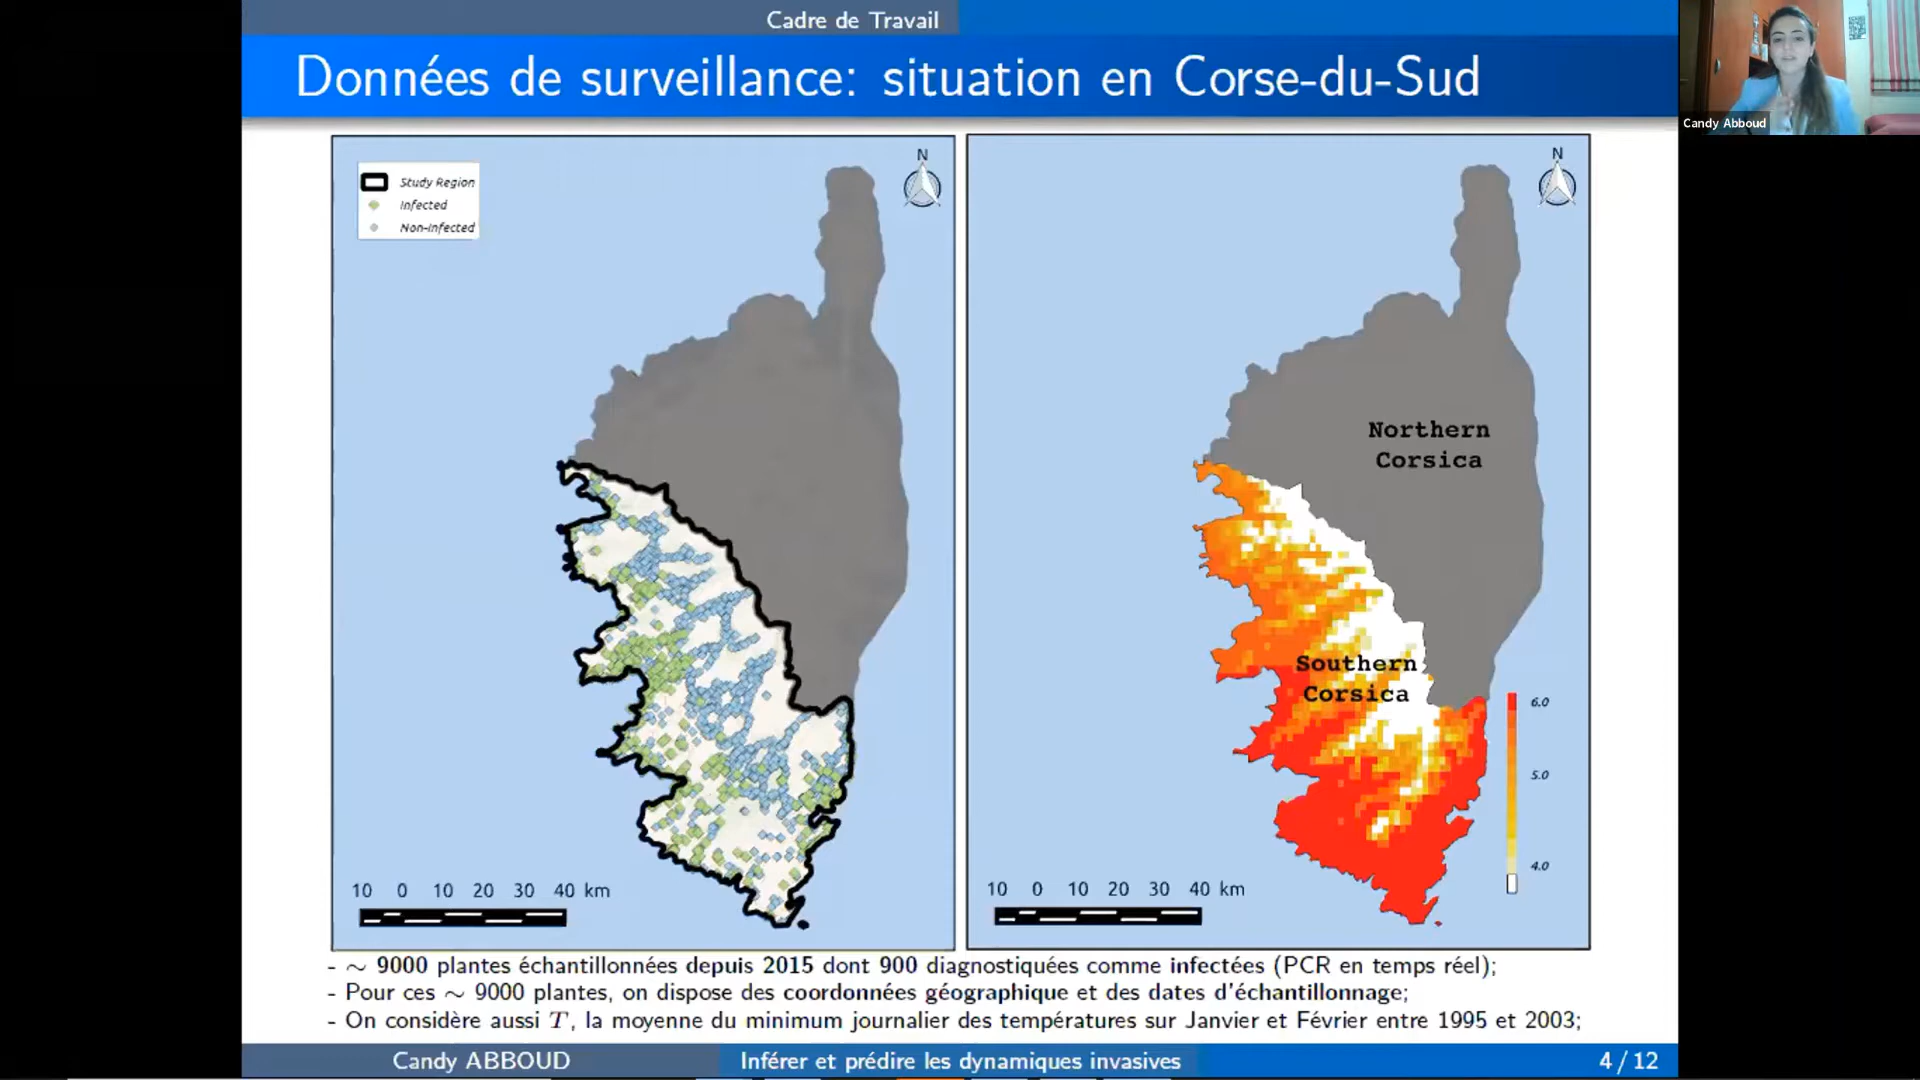 Cadre de Travail
Données de surveillance: situation en Corse-du-Sud
Candy Abboud
N
Study Region
Infected
Non-Infected
10 0 10 20 30 40 km
N
Northern
Corsica
Southern
Corsica
6.0
5.0
4.0
10 0 10 20 30 40 km
- ~ 9000 plantes échantillonnées depuis 2015 dont 900 diagnostiquées comme infectées (PCR en temps réel);
- Pour ces ~ 9000 plantes, on dispose des coordonnées géographique et des dates d'échantillonnage;
- On considère aussi T, la moyenne du minimum journalier des températures sur Janvier et Février entre 1995 et 2003;
Candy ABBOUD Inférer et prédire les dynamiques invasives 4 / 12